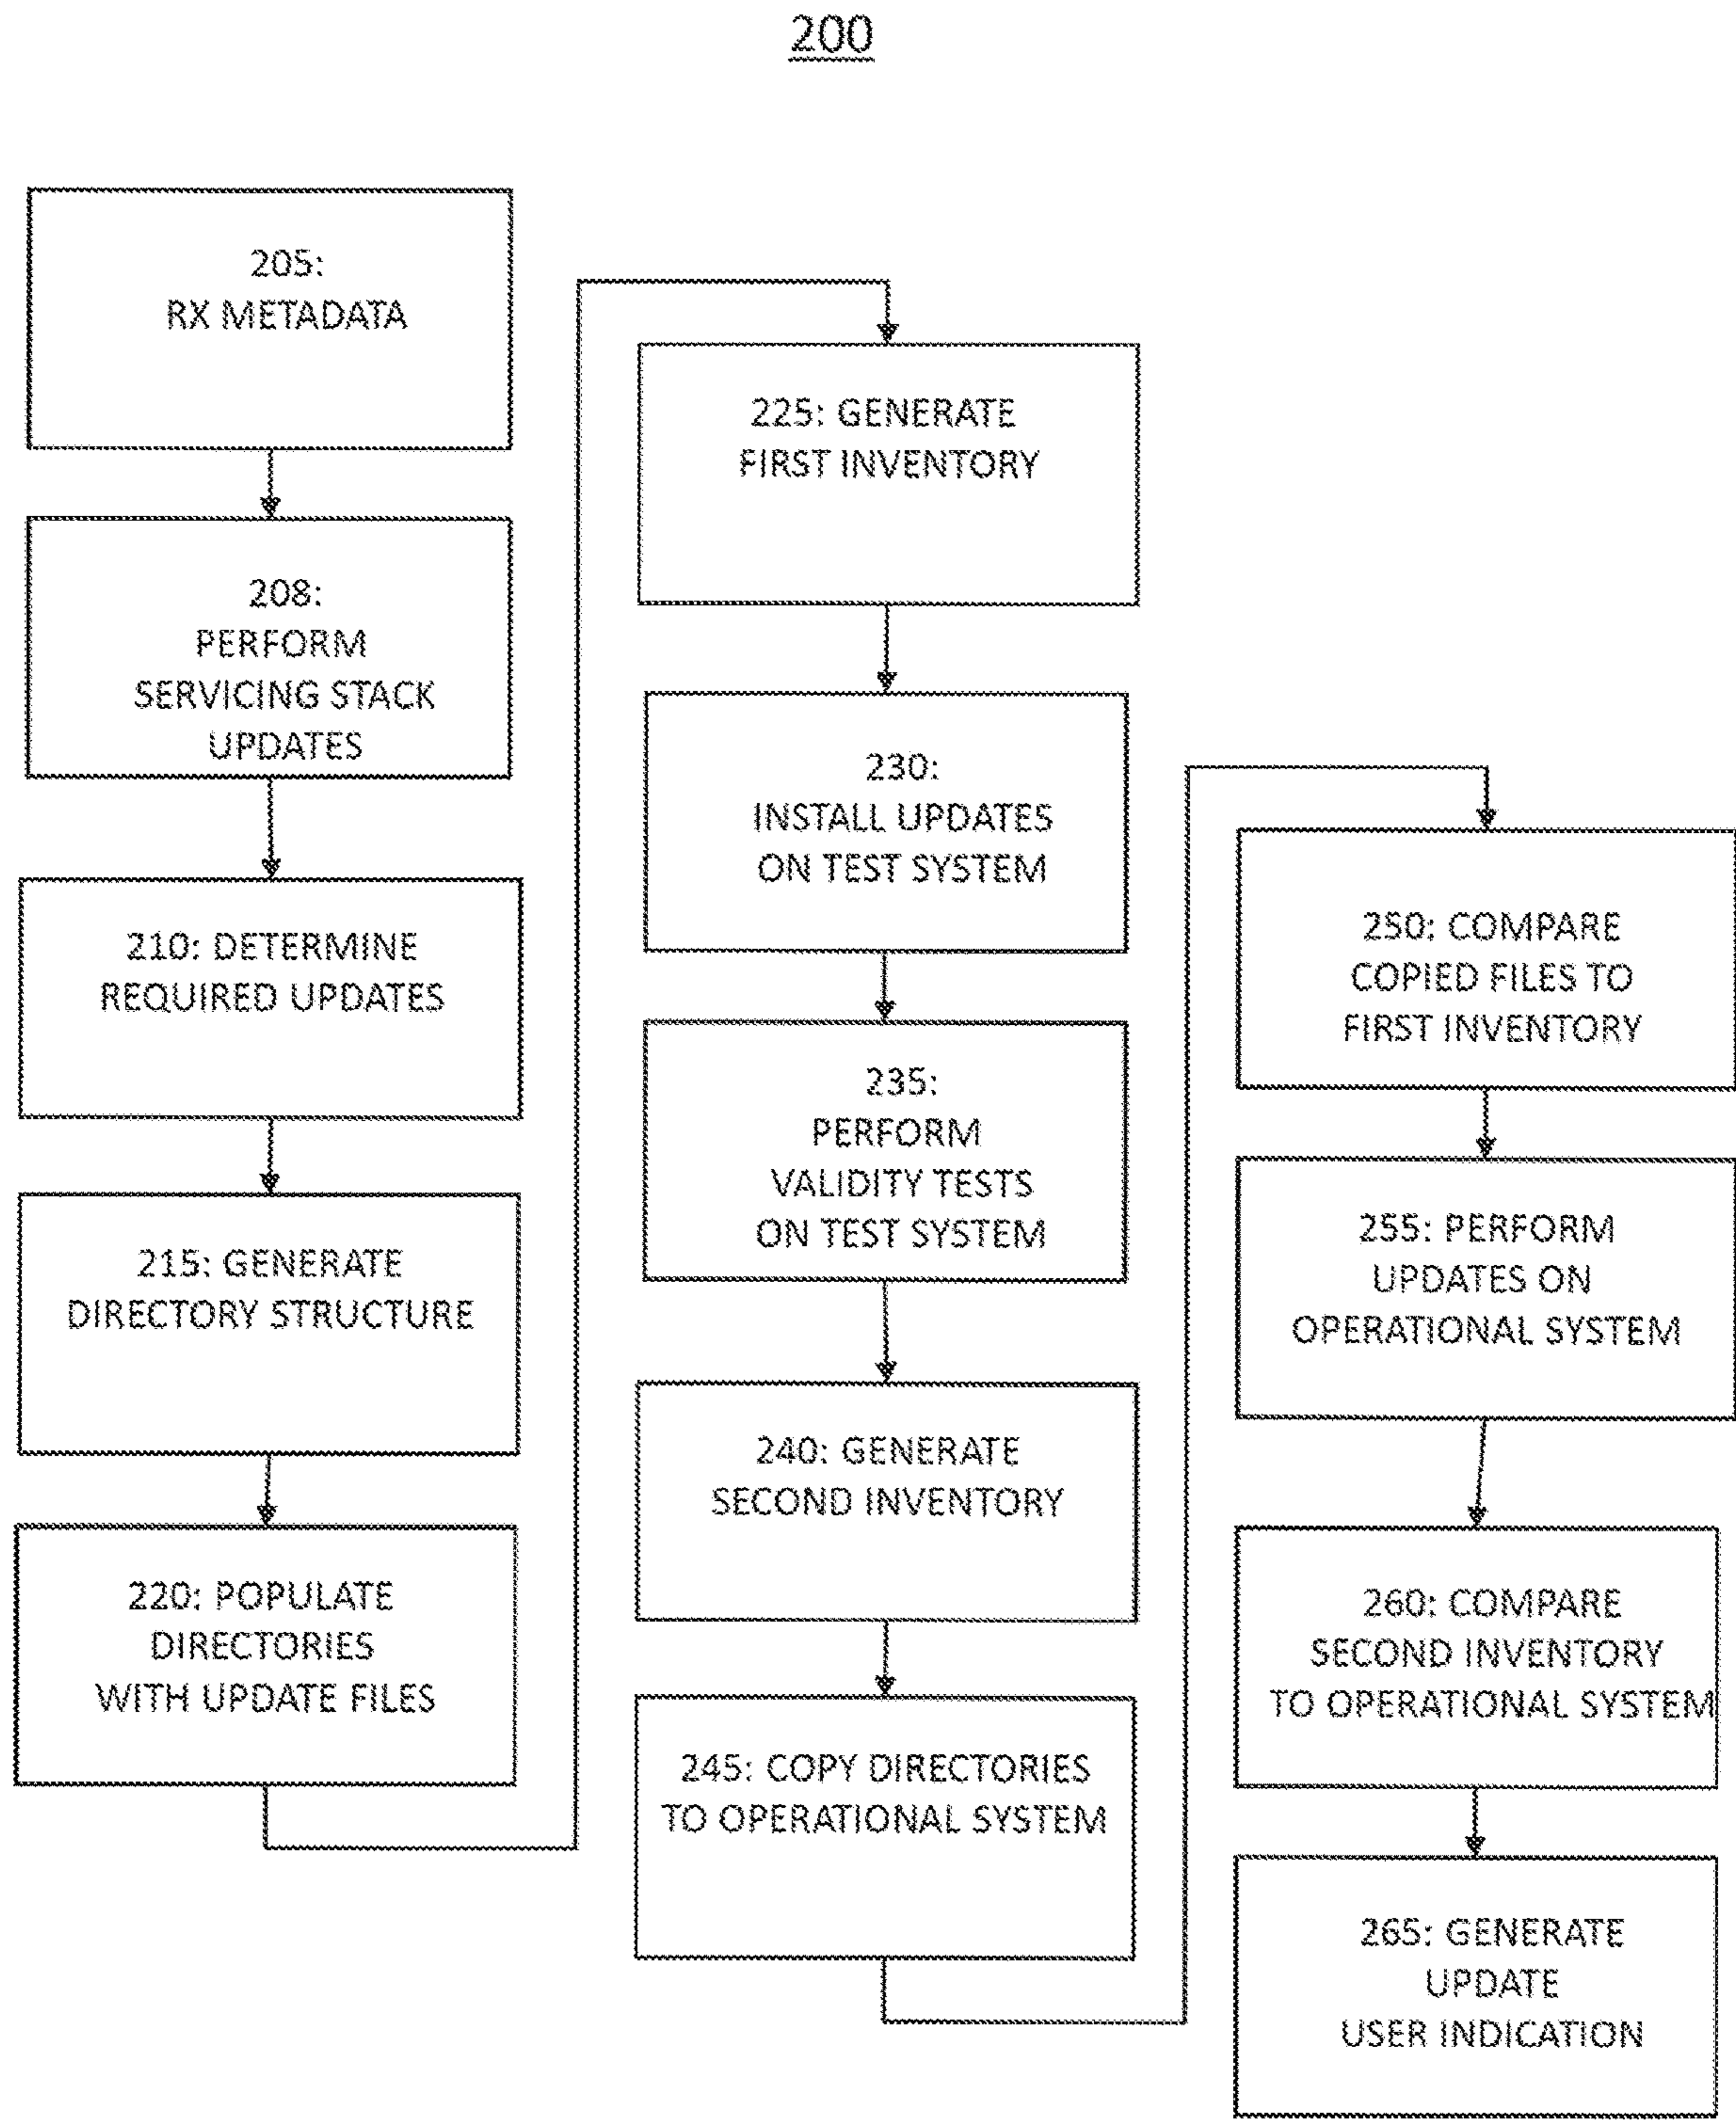 200
205:
RX METADATA
208:
PERFORM
SERVICING STACK
UPDATES
210: DETERMINE
REQUIRED UPDATES
215: GENERATE
DIRECTORY STRUCTURE
220: POPULATE
DIRECTORIES
WITH UPDATE FILES
225: GENERATE
FIRST INVENTORY
230:
INSTALL UPDATES
ON TEST SYSTEM
235:
PERFORM
VALIDITY TESTS
ON TEST SYSTEM
240: GENERATE
SECOND INVENTORY
245: COPY DIRECTORIES
TO OPERATIONAL SYSTEM
250: COMPARE
COPIED FILES TO
FIRST INVENTORY
255: PERFORM
UPDATES ON
OPERATIONAL SYSTEM
260: COMPARE
SECOND INVENTORY
TO OPERATIONAL SYSTEM
265: GENERATE
UPDATE
USER INDICATION